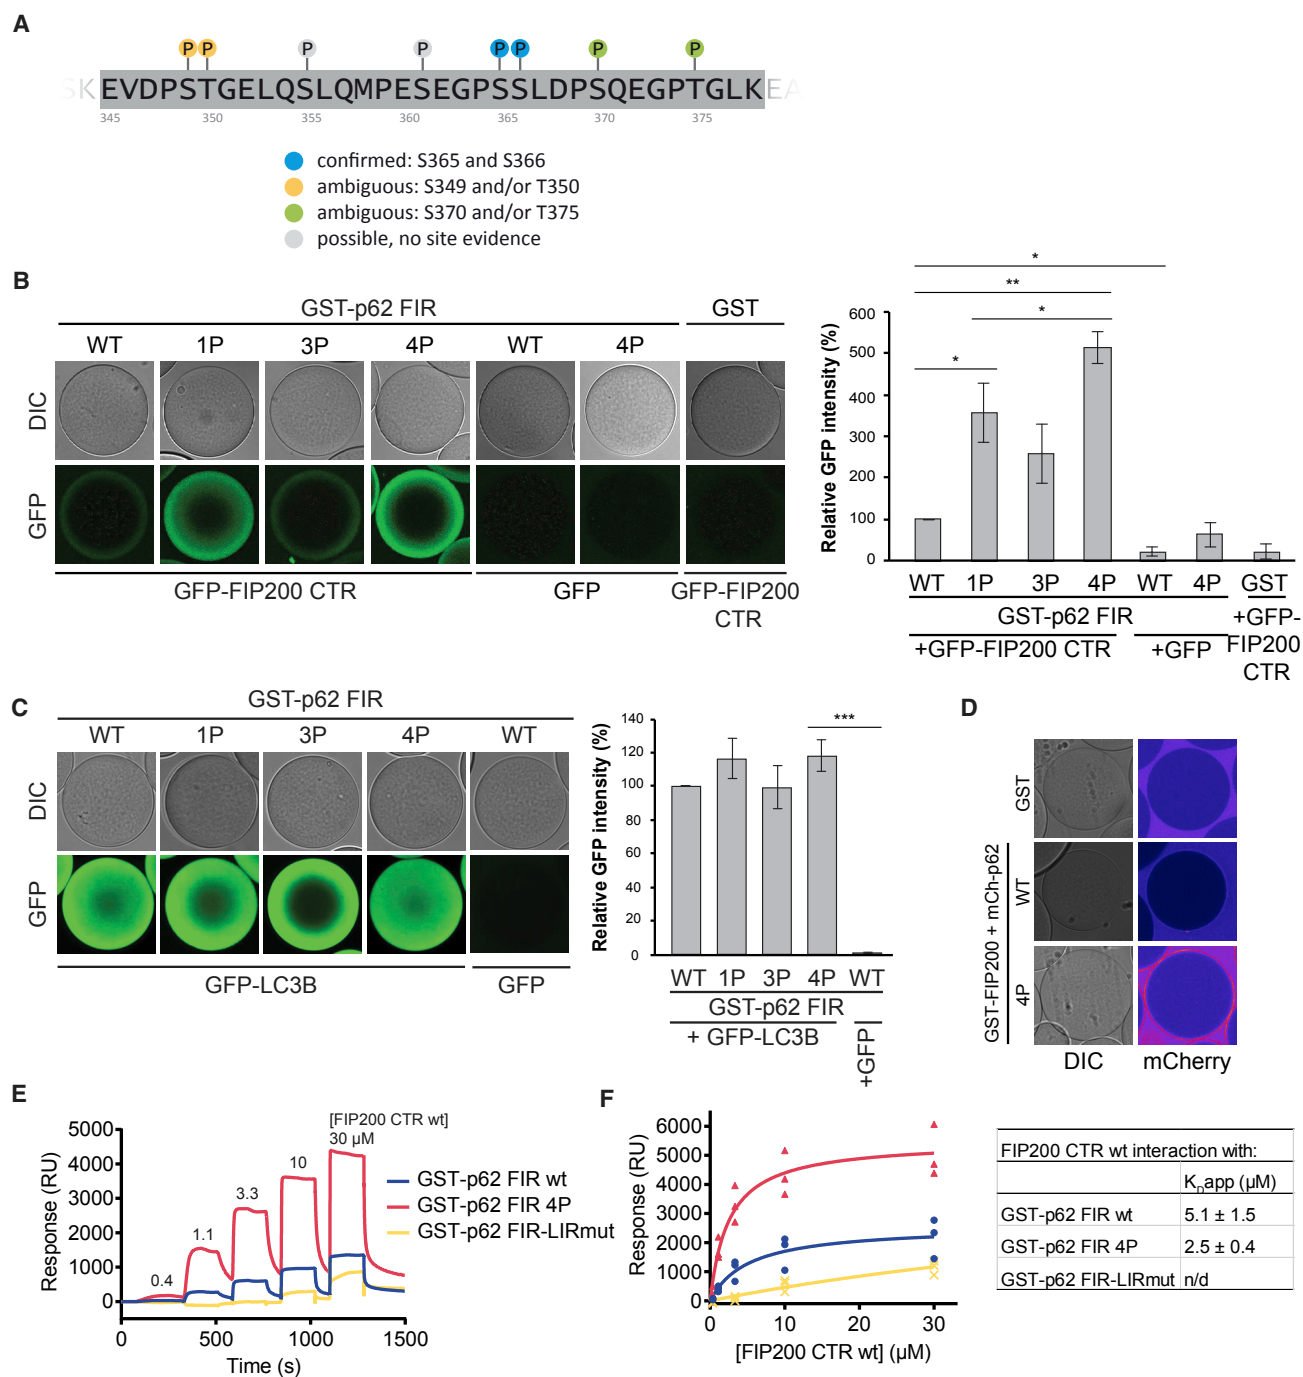 A
P P P P P P P P
SKEVDPSTGELQSLQMPESEGPSSLDPSQEGPTGLKEA
345 350 355 360 365 370 375
confirmed: S365 and S366
ambiguous: S349 and/or T350
ambiguous: S370 and/or T375
possible, no site evidence
B
GST-p62 FIR GST
WT 1P 3P 4P WT 4P
DIC
GFP
GFP-FIP200 CTR GFP GFP-FIP200 CTR
*
**
*
*
Relative GFP intensity (%)
600
500
400
300
200
100
0
WT 1P 3P 4P WT 4P GST
GST-p62 FIR
+GFP-FIP200 CTR +GFP +GFP-FIP200 CTR
C
GST-p62 FIR
WT 1P 3P 4P WT
DIC
GFP
GFP-LC3B GFP
***
Relative GFP intensity (%)
140
120
100
80
60
40
20
0
WT 1P 3P 4P WT
GST-p62 FIR
+ GFP-LC3B +GFP
D
GST
GST-FIP200 + mCh-p62
WT
4P
DIC mCherry
E
Response (RU)
5000
4000
3000
2000
1000
0
[FIP200 CTR wt]
30 µM
10
3.3
1.1
0.4
GST-p62 FIR wt
GST-p62 FIR 4P
GST-p62 FIR-LIRmut
0 500 1000 1500
Time (s)
F
Response (RU)
6000
5000
4000
3000
2000
1000
0
0 10 20 30
[FIP200 CTR wt] (µM)
FIP200 CTR wt interaction with:
KDapp (µM)
GST-p62 FIR wt 5.1 ± 1.5
GST-p62 FIR 4P 2.5 ± 0.4
GST-p62 FIR-LIRmut n/d